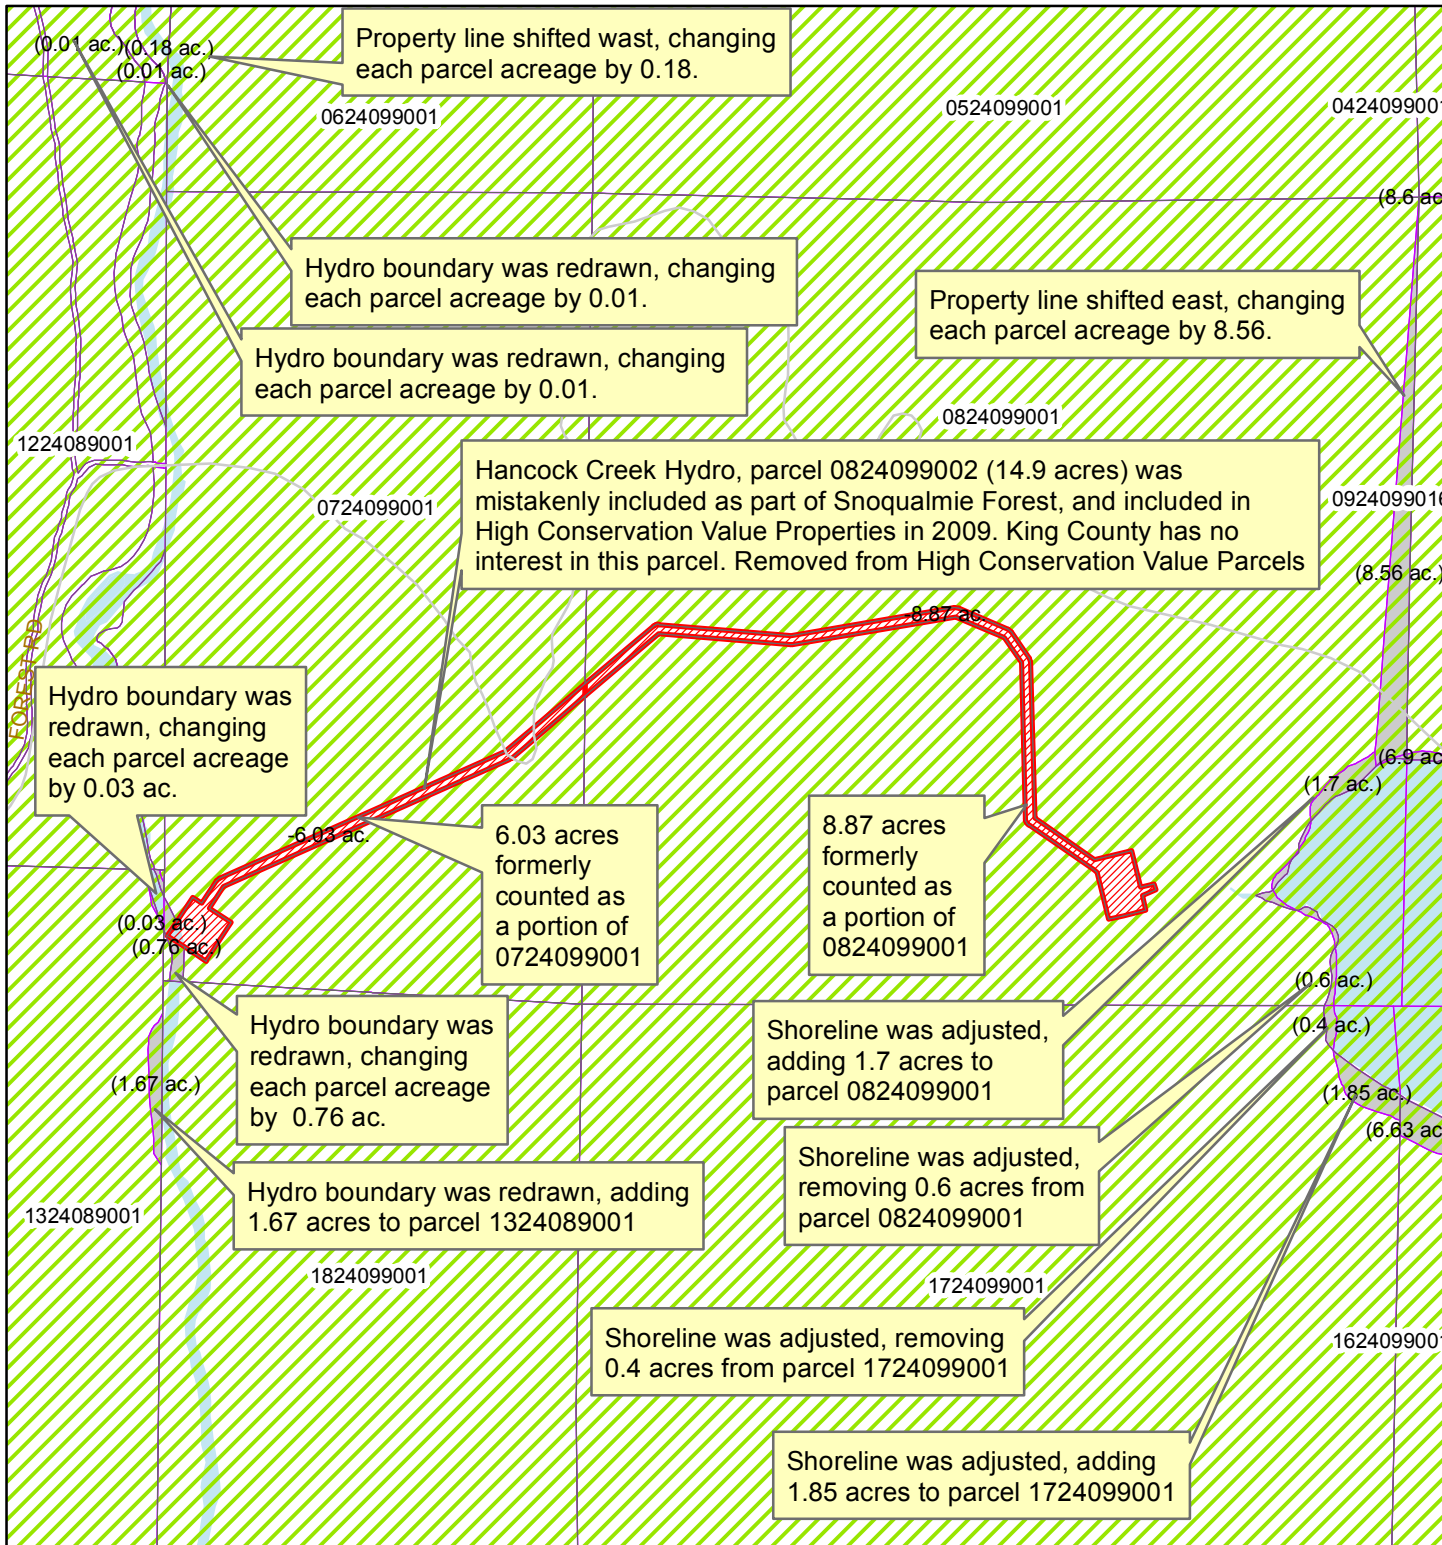 (0.01 ac.)
(0.18 ac.)
(0.01 ac.)
Property line shifted wast, changing
each parcel acreage by 0.18.
0624099001
0524099001
0424099001
(8.6 ac
Hydro boundary was redrawn, changing
each parcel acreage by 0.01.
Property line shifted east, changing
each parcel acreage by 8.56.
Hydro boundary was redrawn, changing
each parcel acreage by 0.01.
0824099001
1224089001
0724099001
Hancock Creek Hydro, parcel 0824099002 (14.9 acres) was
mistakenly included as part of Snoqualmie Forest, and included in
High Conservation Value Properties in 2009. King County has no
interest in this parcel. Removed from High Conservation Value Parcels
0924099016
(8.56 ac.)
8.87 ac.
FOREST RD
Hydro boundary was
redrawn, changing
each parcel acreage
by 0.03 ac.
(6.9 ac
(1.7 ac.)
-6.03 ac.
6.03 acres
formerly
counted as
a portion of
0724099001
8.87 acres
formerly
counted as
a portion of
0824099001
(0.03 ac.)
(0.76 ac.)
(0.6 ac.)
(0.4 ac.)
Hydro boundary was
redrawn, changing
each parcel acreage
by 0.76 ac.
Shoreline was adjusted,
adding 1.7 acres to
parcel 0824099001
(1.67 ac.)
(1.85 ac.)
(6.63 ac
Shoreline was adjusted,
removing 0.6 acres from
parcel 0824099001
Hydro boundary was redrawn, adding
1.67 acres to parcel 1324089001
1324089001
1824099001
1724099001
Shoreline was adjusted, removing
0.4 acres from parcel 1724099001
1624099001
Shoreline was adjusted, adding
1.85 acres to parcel 1724099001